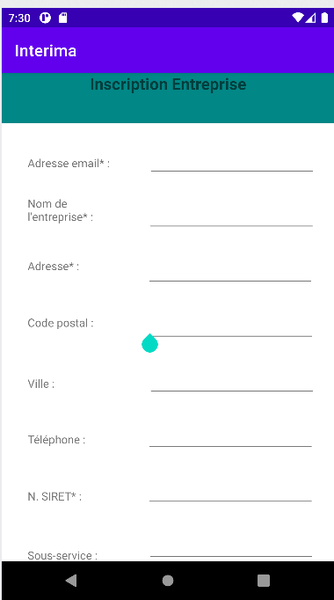 7:30
Interima
Inscription Entreprise
Adresse email* :
Nom de
l'entreprise* :
Adresse* :
Code postal :
Ville :
Téléphone :
N. SIRET* :
Sous-service :